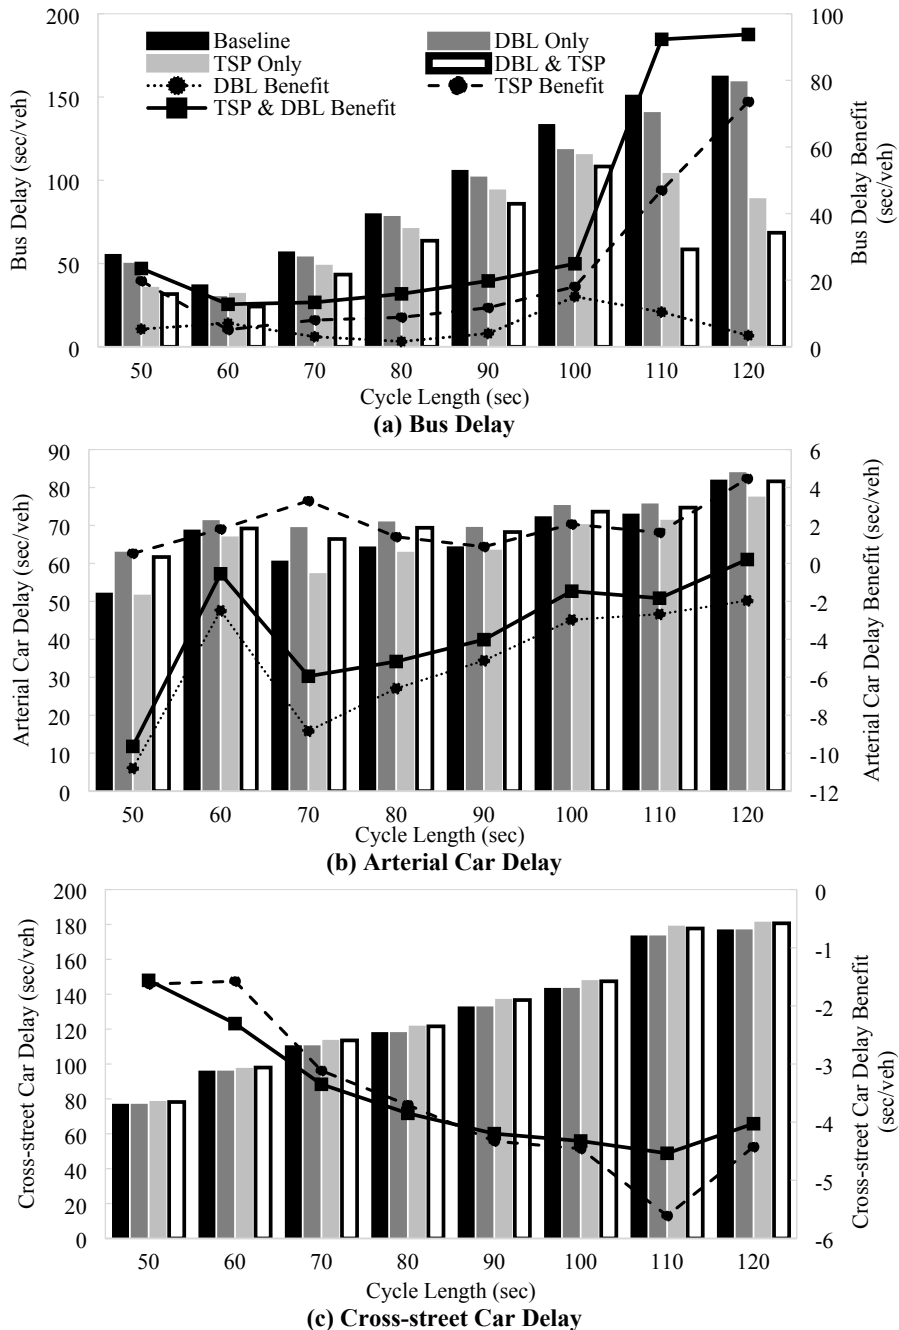 200
150
100
50
0
Bus Delay (sec/veh)
Baseline
DBL Only
TSP Only
DBL & TSP
DBL Benefit
TSP Benefit
TSP & DBL Benefit
100
80
60
40
20
0
Bus Delay Benefit
(sec/veh)
50 60 70 80 90 100 110 120
Cycle Length (sec)
(a) Bus Delay
90
80
70
60
50
40
30
20
10
0
Arterial Car Delay (sec/veh)
6
4
2
0
-2
-4
-6
-8
-10
-12
Arterial Car Delay Benefit (sec/veh)
50 60 70 80 90 100 110 120
Cycle Length (sec)
(b) Arterial Car Delay
200
180
160
140
120
100
80
60
40
20
0
Cross-street Car Delay (sec/veh)
0
-1
-2
-3
-4
-5
-6
Cross-street Car Delay Benefit
(sec/veh)
50 60 70 80 90 100 110 120
Cycle Length (sec)
(c) Cross-street Car Delay